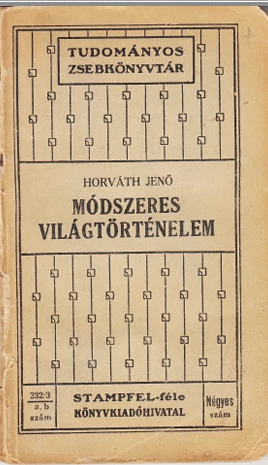 TUDOMÁNYOS
ZSEBKÖNYVTÁR
HORVÁTH JENŐ
MÓDSZERES
VILÁGTÖRTÉNELEM
232/3
a, b
szám
STAMPFEL-féle
KÖNYVKIADÓHIVATAL
Négyes
szám